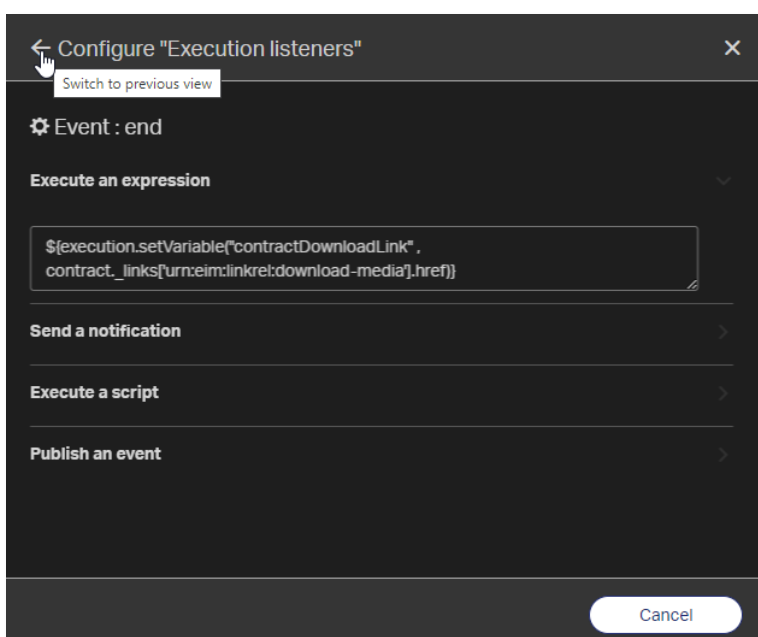 Configure "Execution listeners"
Switch to previous view
Event : end
Execute an expression
${execution.setVariable("contractDownloadLink" ,
contract._links['urn:eim:linkrel:download-media'].href)}
Send a notification
Execute a script
Publish an event
Cancel